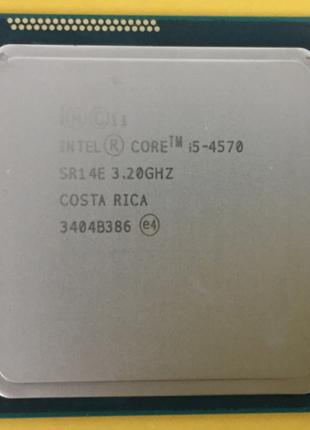 INTEL® CORE™ i5-4570
SR14E 3.20GHZ
COSTA RICA
3404B386 e4